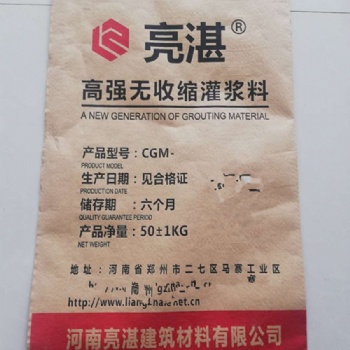 亮湛®
高强无收缩灌浆料
A NEW GENERATION OF GROUTING MATERIAL
产品型号：CGM-
PRODUCT MODEL
生产日期：见合格证
PRODUCTION DATE
储存期：六个月
QUALITY GUARANTEE PERIOD
产品净重：50±1KG
NET WEIGHT
地址：河南省郑州市二七区马寨工业区
河南亮湛建筑材料有限公司